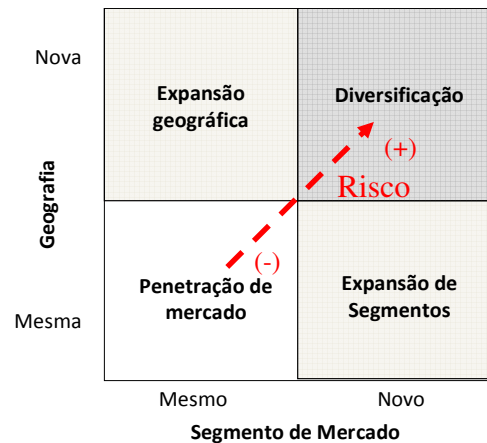 Nova
Expansão
geográfica
Diversificação
(+)
Risco
Geografia
(-)
Penetração de
mercado
Expansão de
Segmentos
Mesma
Mesmo
Novo
Segmento de Mercado